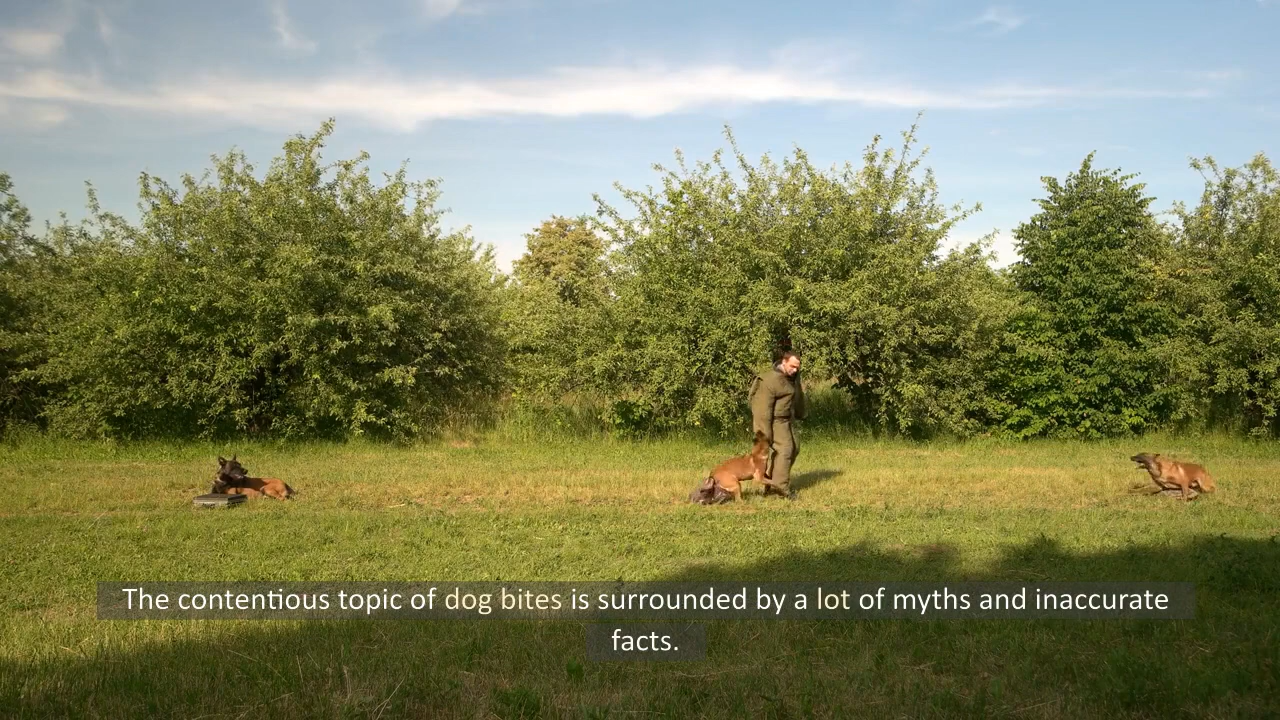 The contentious topic of dog bites is surrounded by a lot of myths and inaccurate
facts.